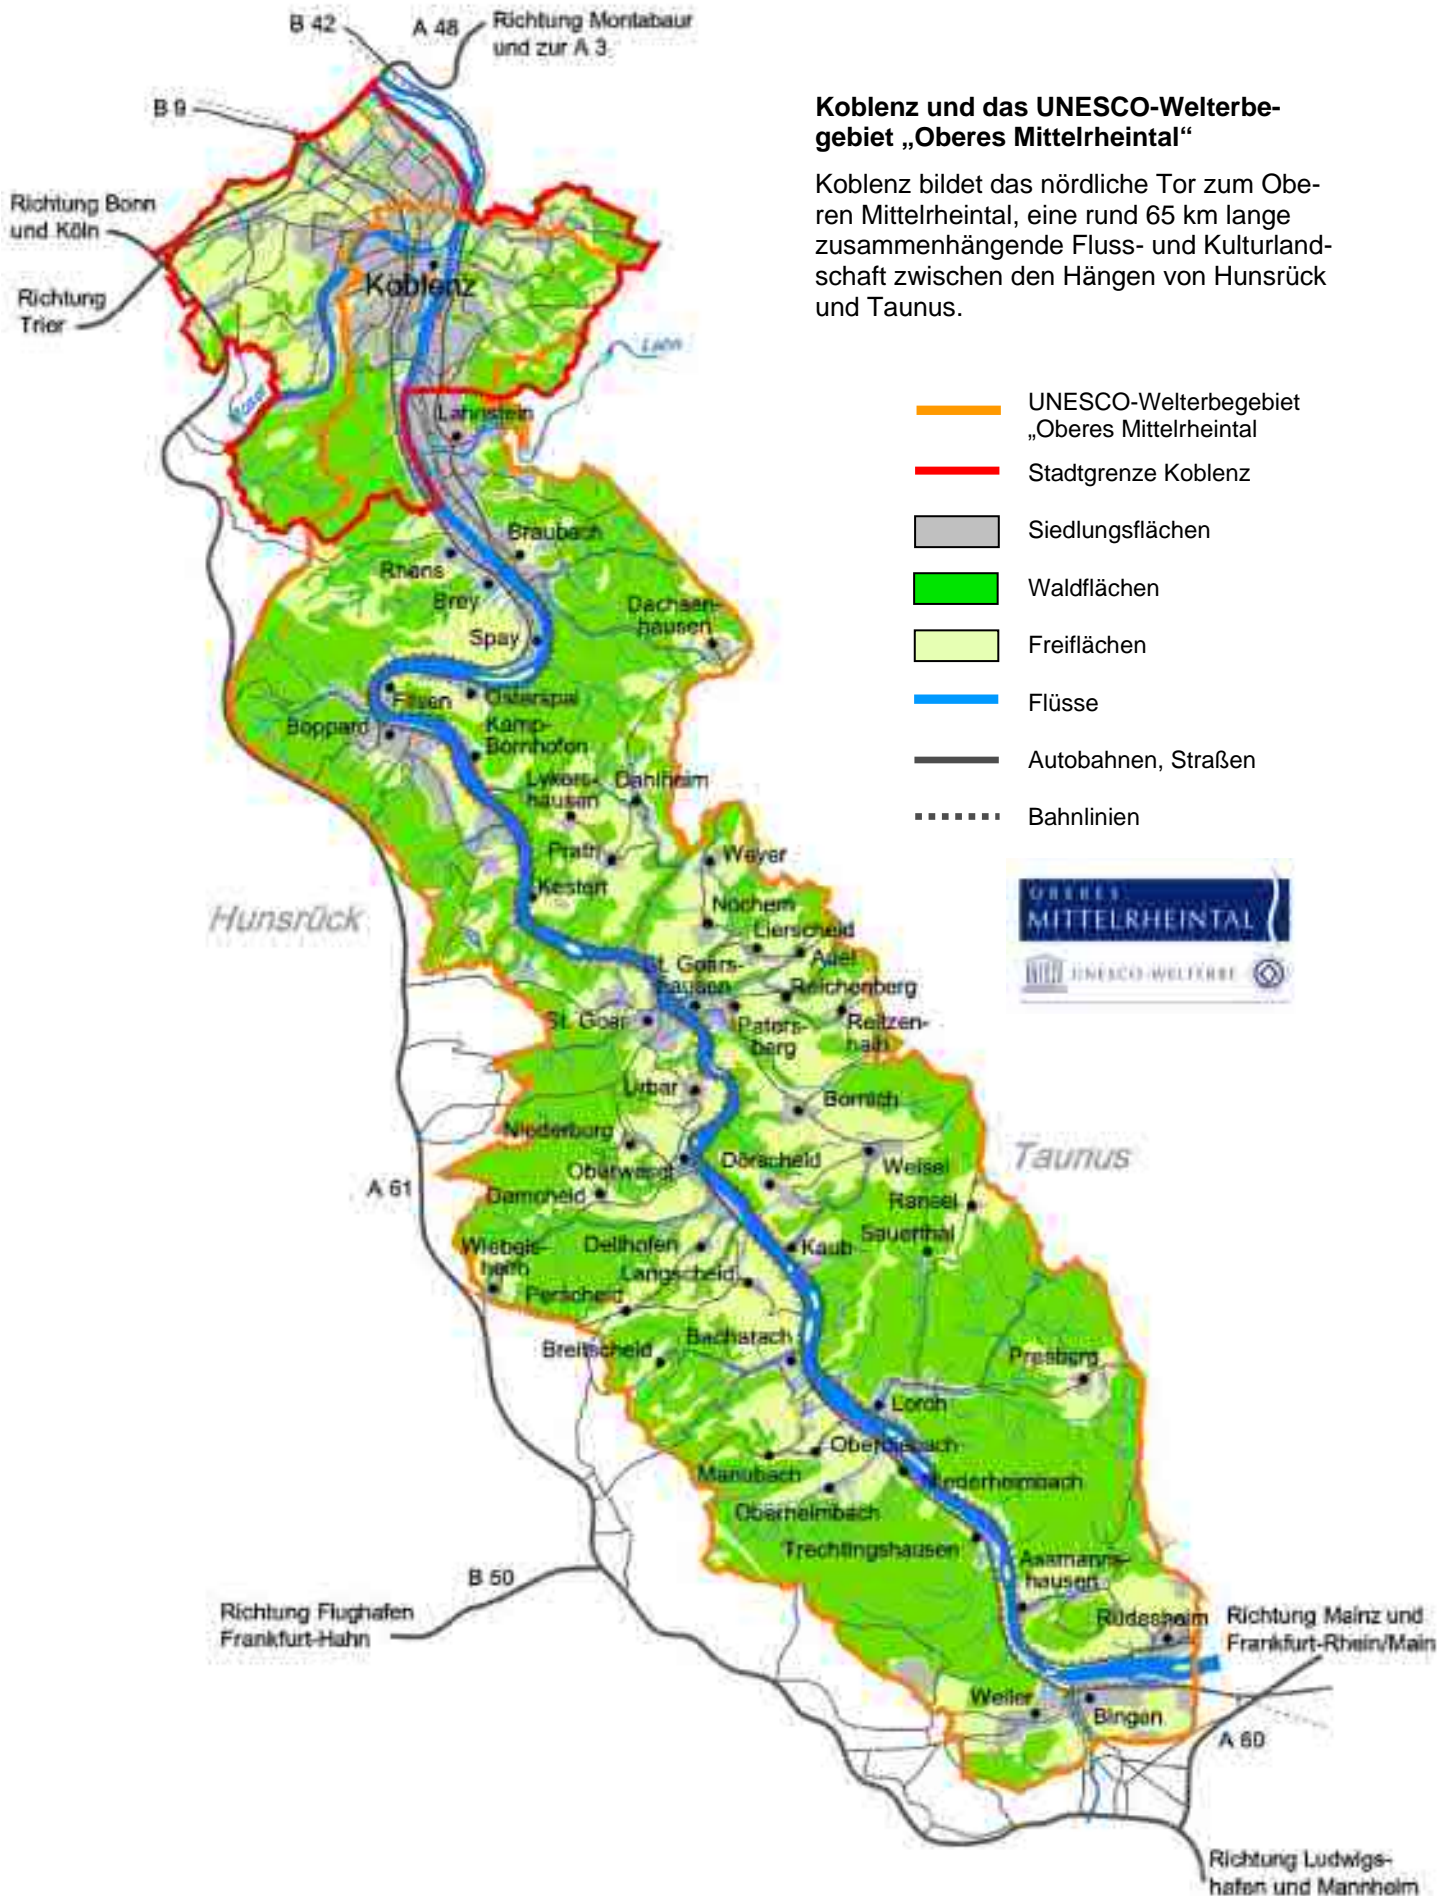 B 42
A 48
Richtung Montabaur
und zur A 3
B 9
Koblenz und das UNESCO-Welterbe-
gebiet „Oberes Mittelrheintal“
Koblenz bildet das nördliche Tor zum Obe-
ren Mittelrheintal, eine rund 65 km lange
zusammenhängende Fluss- und Kulturland-
schaft zwischen den Hängen von Hunsrück
und Taunus.
Richtung Bonn
und Köln
Richtung
Trier
Koblenz
Lahn
Mosel
Lahnstein
UNESCO-Welterbegebiet
„Oberes Mittelrheintal
Stadtgrenze Koblenz
Siedlungsflächen
Waldflächen
Freiflächen
Flüsse
Autobahnen, Straßen
Bahnlinien
OBERES
MITTELRHEINTAL
UNESCO-WELTERBE
Braubach
Rhens
Brey
Dachsen-
hausen
Spay
Filsen
Osterspai
Boppard
Kamp-
Bornhofen
Lykers-
hausen
Dahlheim
Prath
Weyer
Kestert
Hunsrück
Nochern
Lierscheid
Auel
St. Goars-
hausen
Reichenberg
St. Goar
Paters-
berg
Reitzen-
hain
Urbar
Bornich
Niederburg
Oberwesel
Dörscheid
Weisel
Taunus
A 61
Damscheid
Ransel
Sauerthal
Wiebels-
heim
Dellhofen
Kaub
Langscheid
Perscheid
Breitscheid
Bacharach
Presberg
Lorch
Oberdiebach
Manubach
Niederheimbach
Oberheimbach
Trechtingshausen
Assmanns-
hausen
B 50
Richtung Flughafen
Frankfurt-Hahn
Rüdesheim
Richtung Mainz und
Frankfurt-Rhein/Main
Weiler
Bingen
A 60
Richtung Ludwigs-
hafen und Mannheim